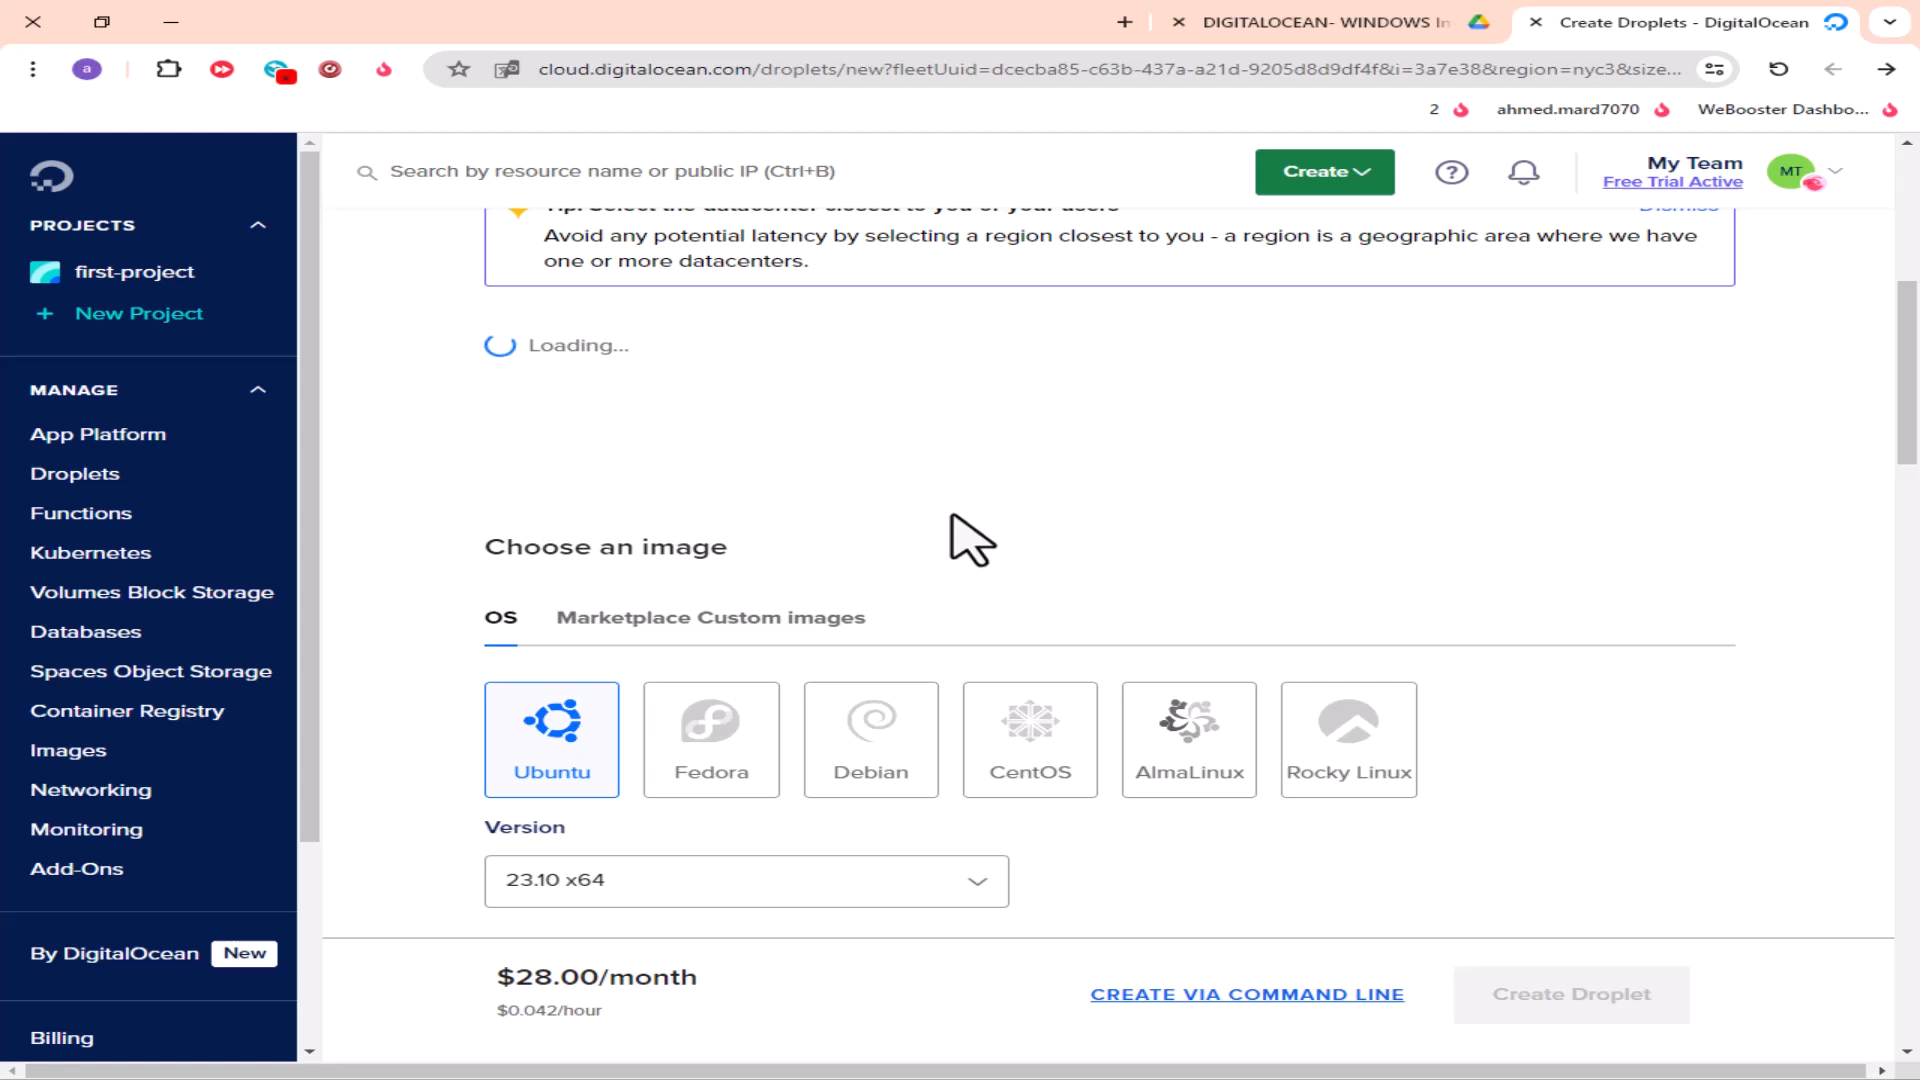 DIGITALOCEAN- WINDOWS In
Create Droplets - DigitalOcean
a
cloud.digitalocean.com/droplets/new?fleetUuid=dcecba85-c63b-437a-a21d-9205d8d9df4f&i=3a7e38&region=nyc3&size...
2
ahmed.mard7070
WeBooster Dashbo...
Search by resource name or public IP (Ctrl+B)
Create
?
My Team
Free Trial Active
MT
PROJECTS
first-project
+ New Project
MANAGE
App Platform
Droplets
Functions
Kubernetes
Volumes Block Storage
Databases
Spaces Object Storage
Container Registry
Images
Networking
Monitoring
Add-Ons
By DigitalOcean New
Billing
Tip: Select the datacenter closest to you or your users
Dismiss
Avoid any potential latency by selecting a region closest to you - a region is a geographic area where we have
one or more datacenters.
Loading...
Choose an image
OS
Marketplace Custom images
Ubuntu
Fedora
Debian
CentOS
AlmaLinux
Rocky Linux
Version
23.10 x64
$28.00/month
$0.042/hour
CREATE VIA COMMAND LINE
Create Droplet